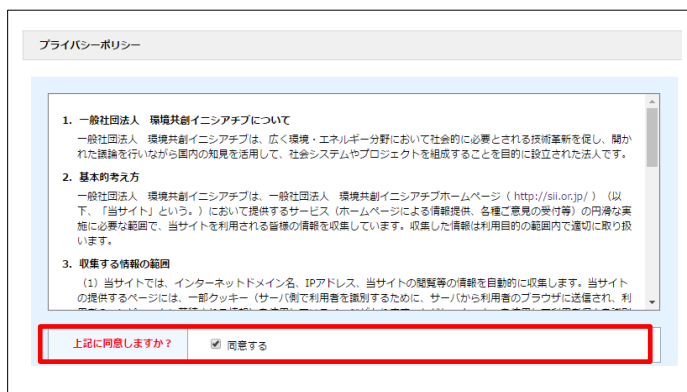 プライバシーポリシー
1. 一般社団法人　環境共創イニシアチブについて
一般社団法人　環境共創イニシアチブは、広く環境・エネルギー分野において社会的に必要とされる技術革新を促し、開か
れた議論を行いながら国内の知見を活用して、社会システムやプロジェクトを組成することを目的に設立された法人です。
2. 基本的考え方
一般社団法人　環境共創イニシアチブは、一般社団法人　環境共創イニシアチブホームページ（ http://sii.or.jp/ ）（以
下、「当サイト」という。）において提供するサービス（ホームページによる情報提供、各種ご意見の受付等）の円滑な実
施に必要な範囲で、当サイトを利用される皆様の情報を収集しています。収集した情報は利用目的の範囲内で適切に取り扱
います。
3. 収集する情報の範囲
（1）当サイトでは、インターネットドメイン名、IPアドレス、当サイトの閲覧等の情報を自動的に収集します。当サイト
の提供するページには、一部クッキー（サーバ側で利用者を識別するために、サーバから利用者のブラウザに送信され、利
上記に同意しますか？
同意する